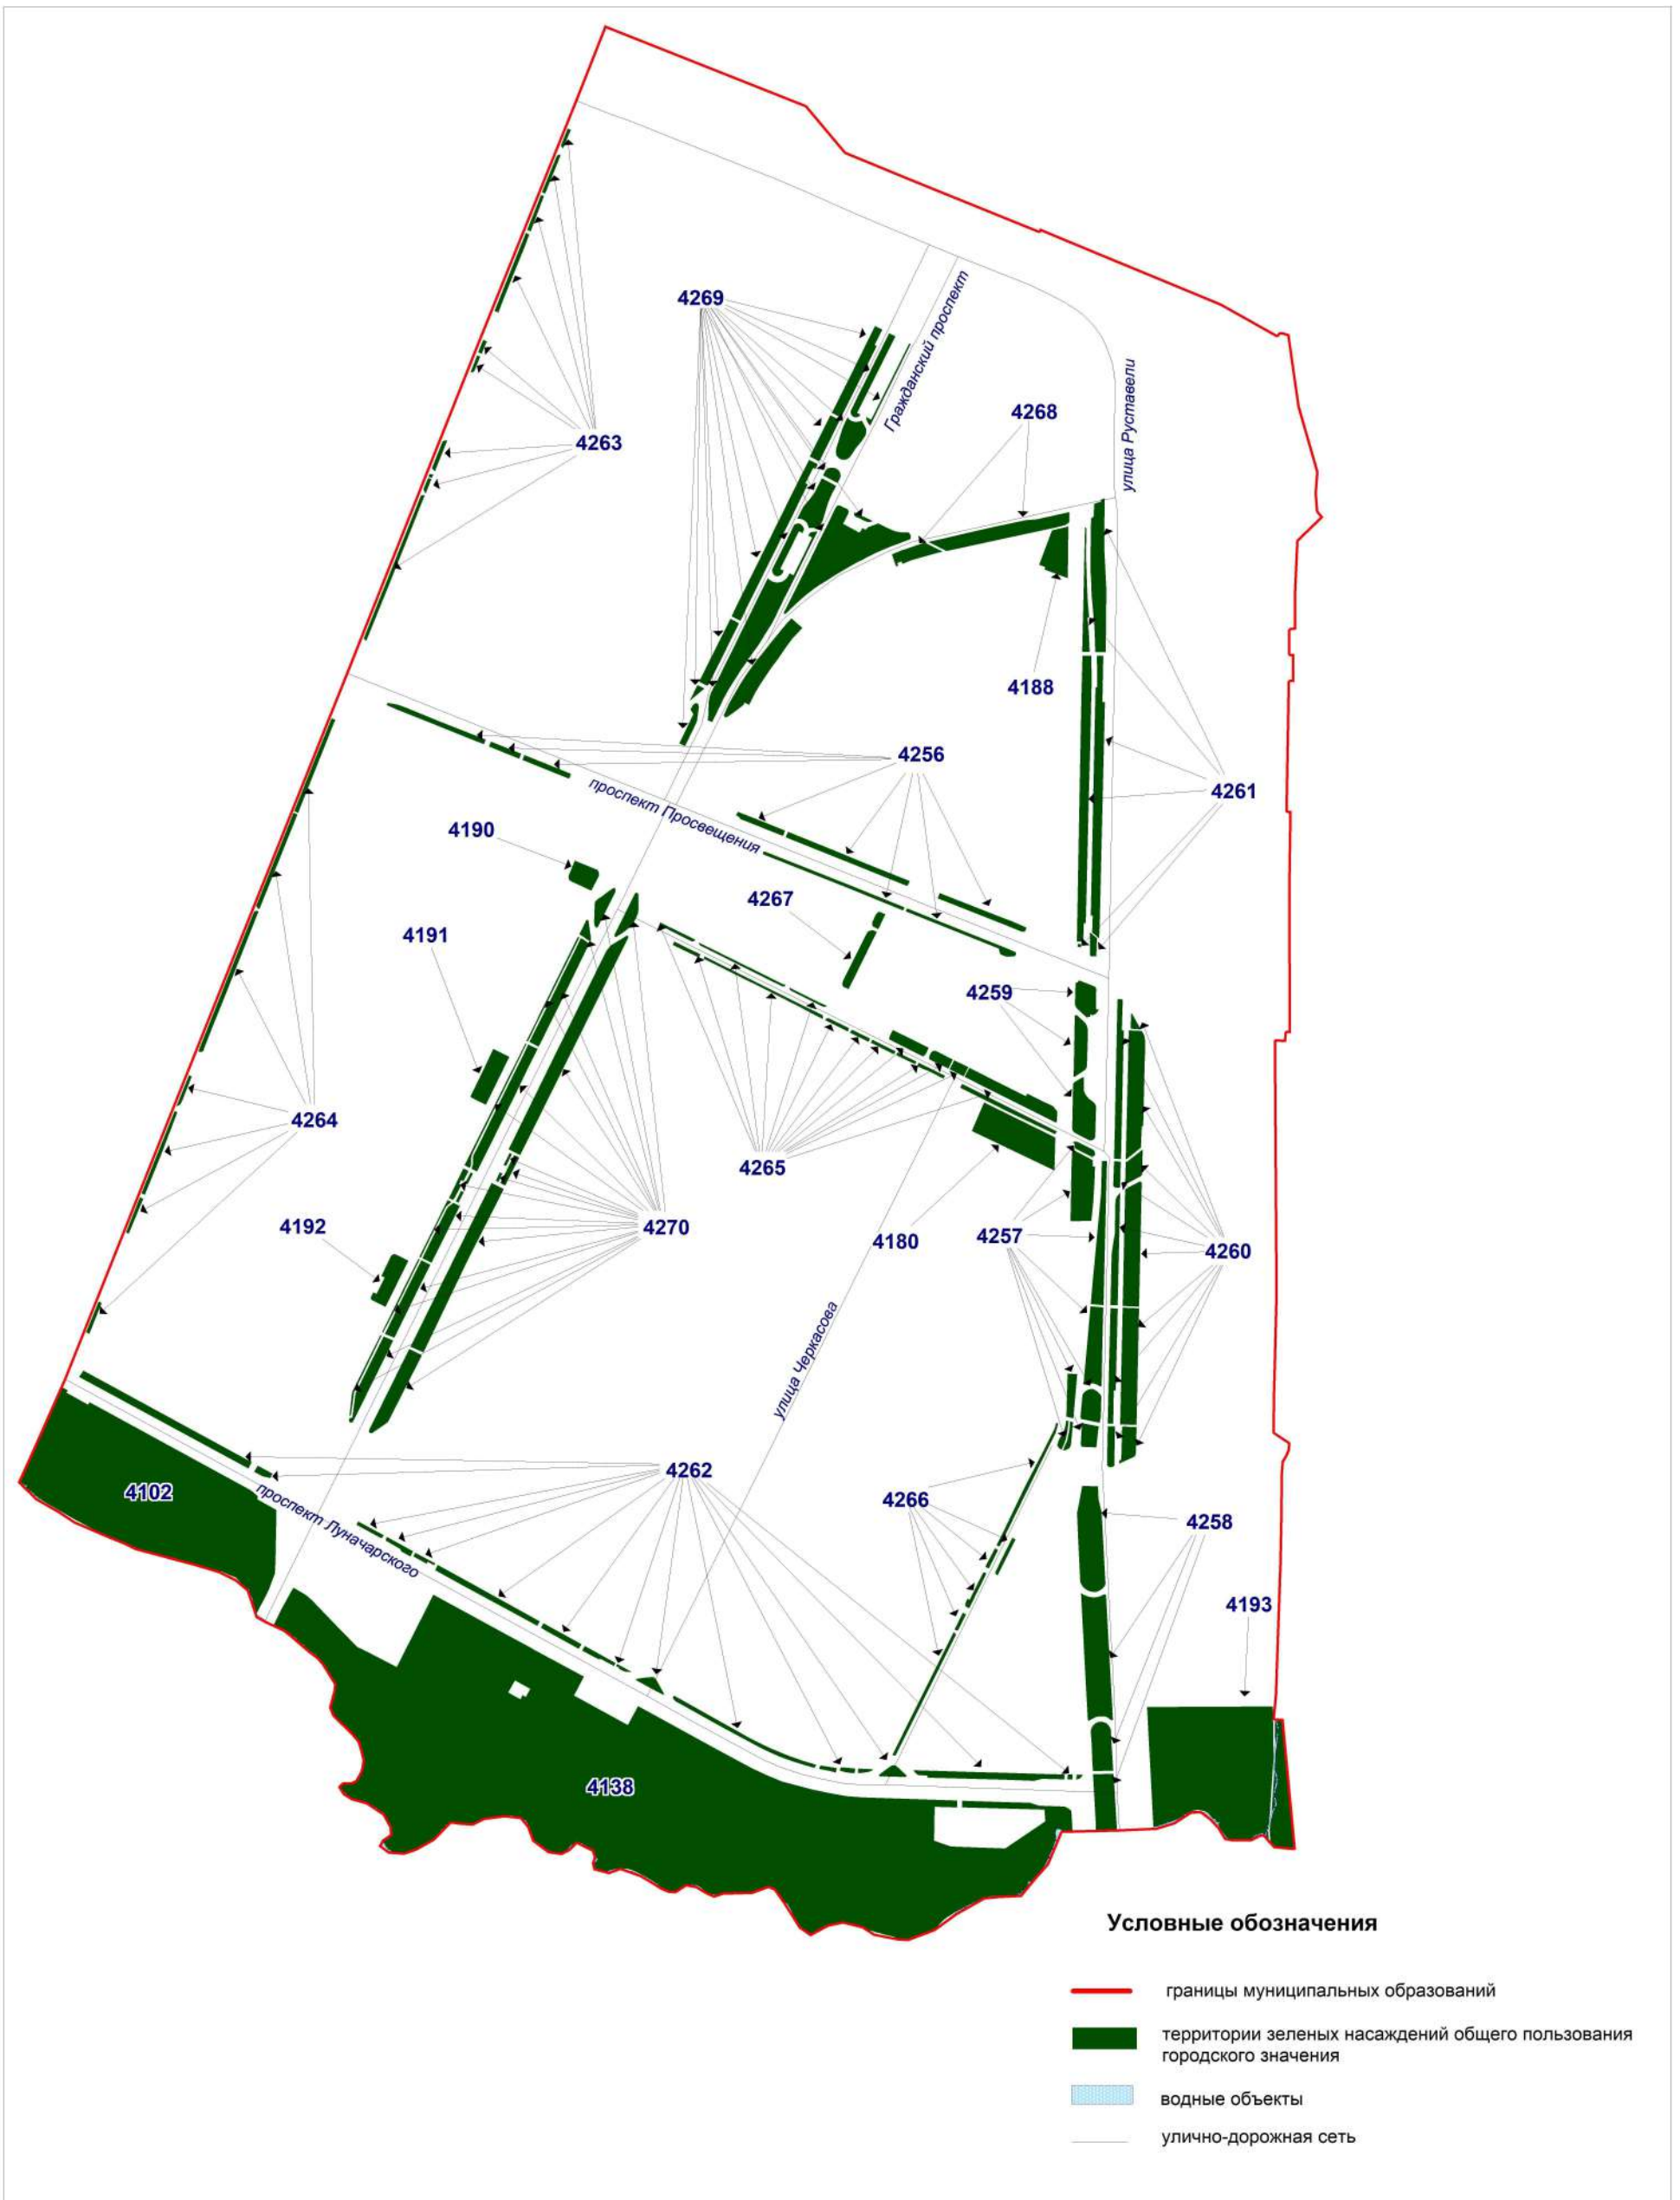 4269
Гражданский проспект
4268
улица Руставели
4263
4188
4256
4261
проспект Просвещения
4190
4267
4191
4259
4264
4265
4192
4270
4180
4257
4260
улица Черкасова
4262
4102
4266
проспект Луначарского
4258
4193
4138
Условные обозначения
границы муниципальных образований
территории зеленых насаждений общего пользования
городского значения
водные объекты
улично-дорожная сеть